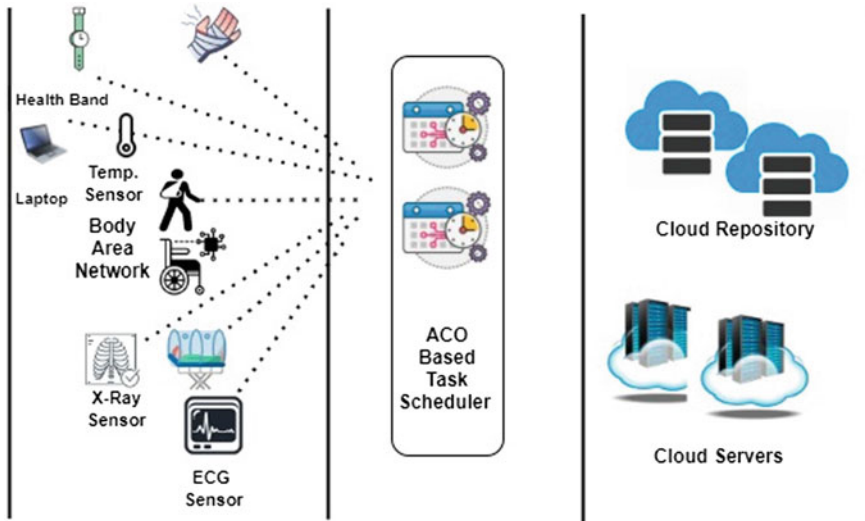 Health Band
Temp.
Sensor
Laptop
Body
Area
Network
X-Ray
Sensor
ECG
Sensor
ACO
Based
Task
Scheduler
Cloud Repository
Cloud Servers